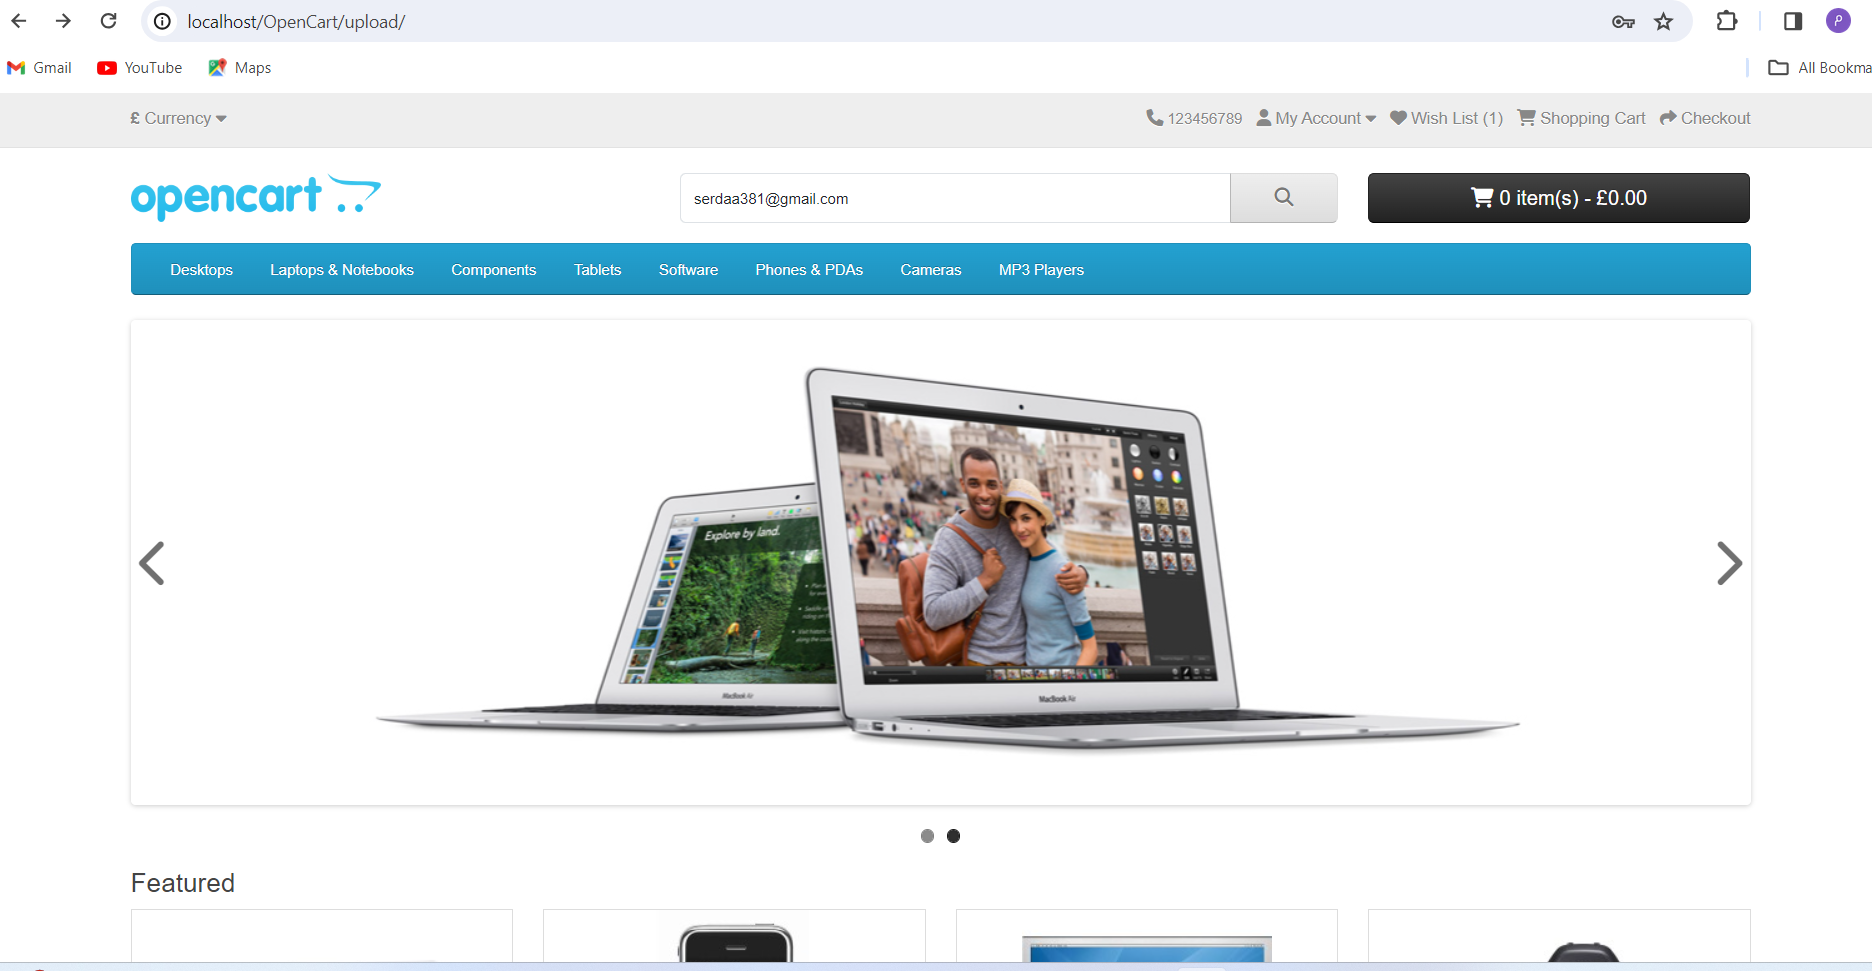 localhost/OpenCart/upload/
Gmail YouTube Maps All Bookma
£ Currency 123456789 My Account Wish List (1) Shopping Cart Checkout
opencart
serdaa381@gmail.com
0 item(s) - £0.00
Desktops Laptops & Notebooks Components Tablets Software Phones & PDAs Cameras MP3 Players
Explore by land.
MacBook Air
MacBook Air
Featured